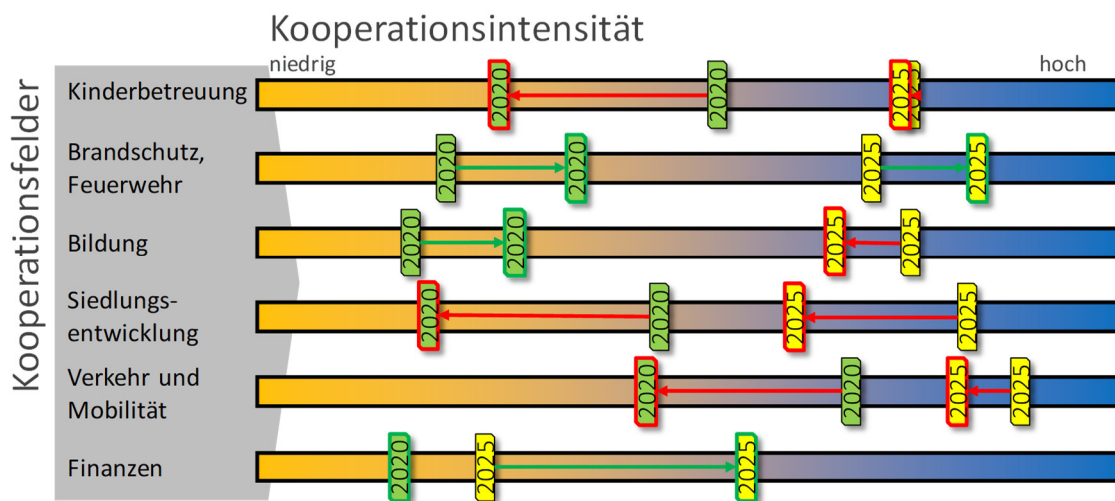 Kooperationsintensität
niedrig
hoch
Kooperationsfelder
Kinderbetreuung
2020
2020
2025
2025
Brandschutz,
Feuerwehr
2020
2020
2025
2025
Bildung
2020
2020
2025
2025
Siedlungs-
entwicklung
2020
2020
2025
2025
Verkehr und
Mobilität
2020
2020
2025
2025
Finanzen
2020
2025
2025